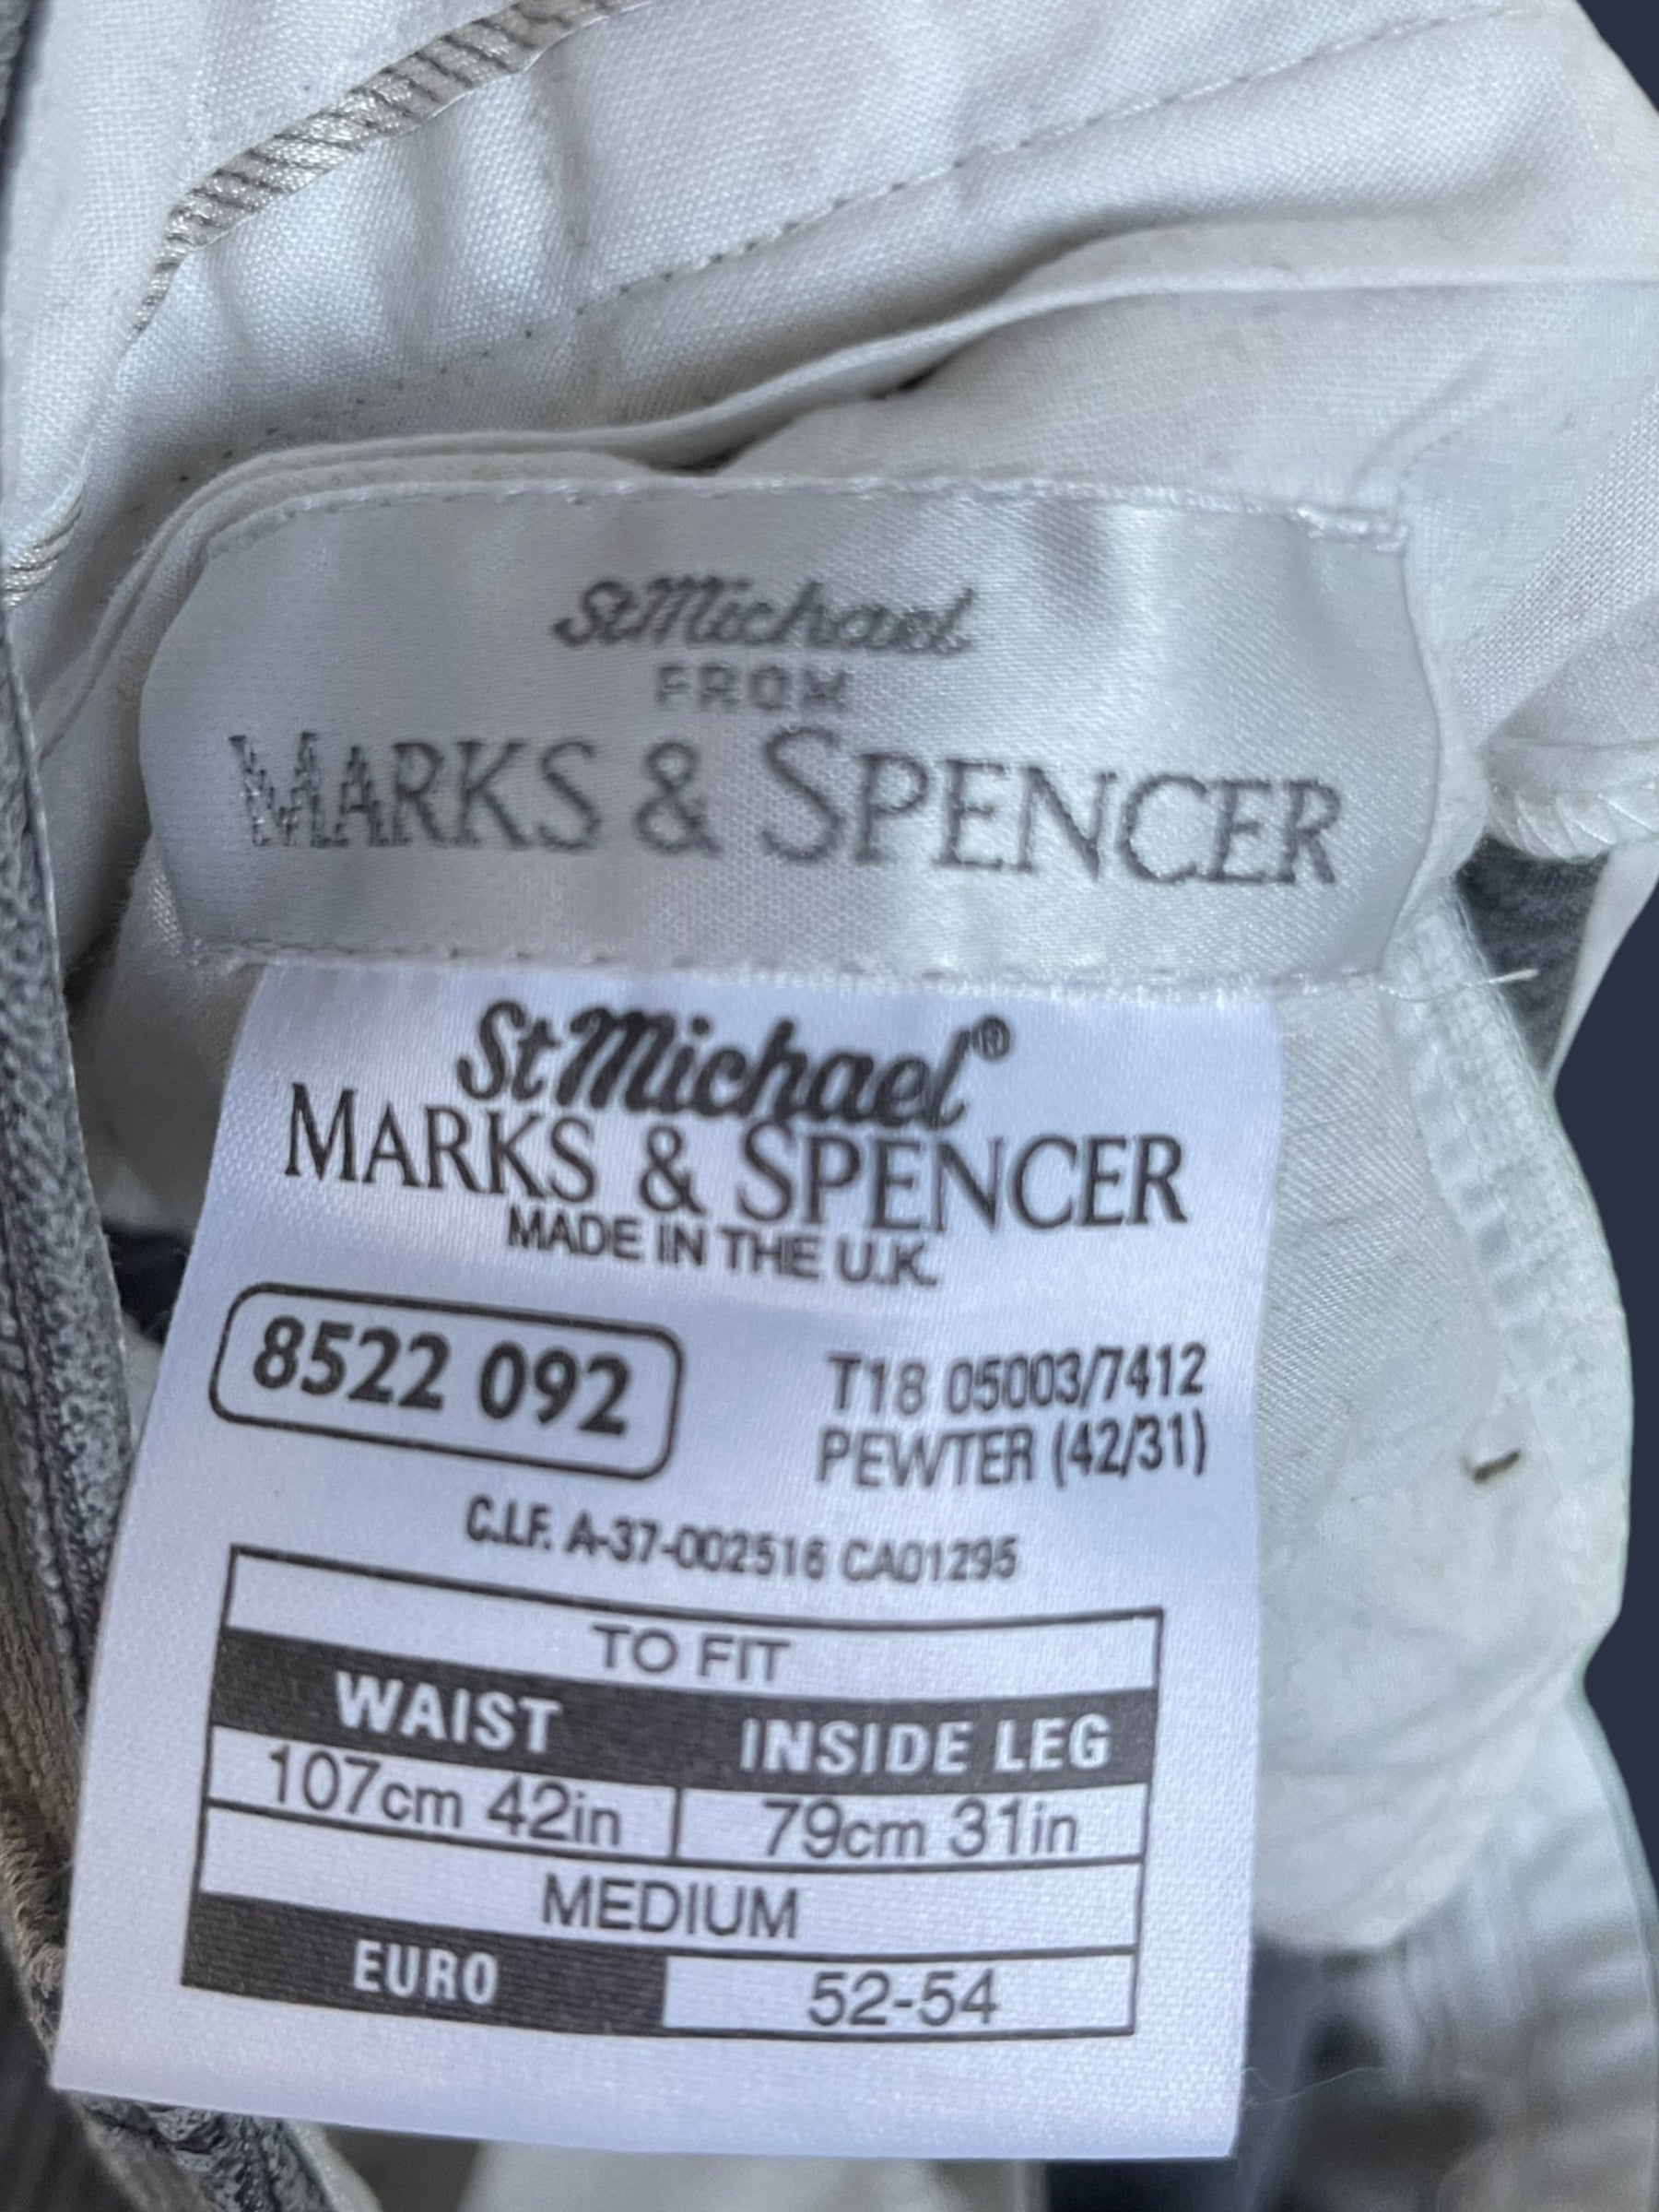 St Michael
FROM
MARKS & SPENCER
St Michael®
MARKS & SPENCER
MADE IN THE U.K.
8522 092
T18 05003/7412
PEWTER (42/31)
C.I.F. A-37-002516 CA01295
TO FIT
WAIST INSIDE LEG
107cm 42in 79cm 31in
MEDIUM
EURO 52-54